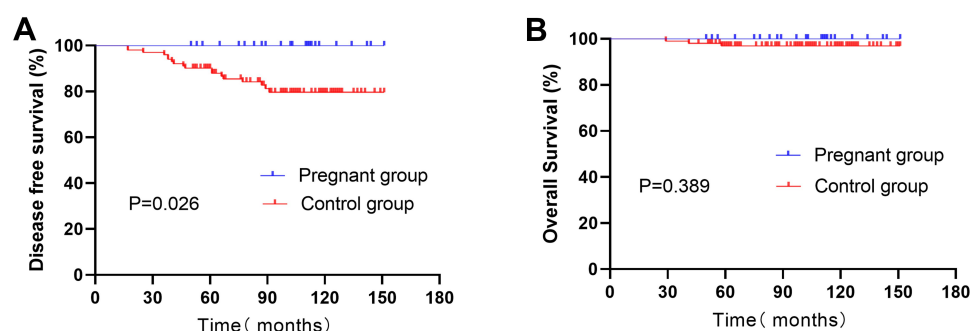 A
Disease free survival (%)
100
80
60
40
20
0
0 30 60 90 120 150 180
Time( months)
Pregnant group
Control group
P=0.026
B
Overall Survival (%)
100
80
60
40
20
0
0 30 60 90 120 150 180
Time( months)
Pregnant group
Control group
P=0.389